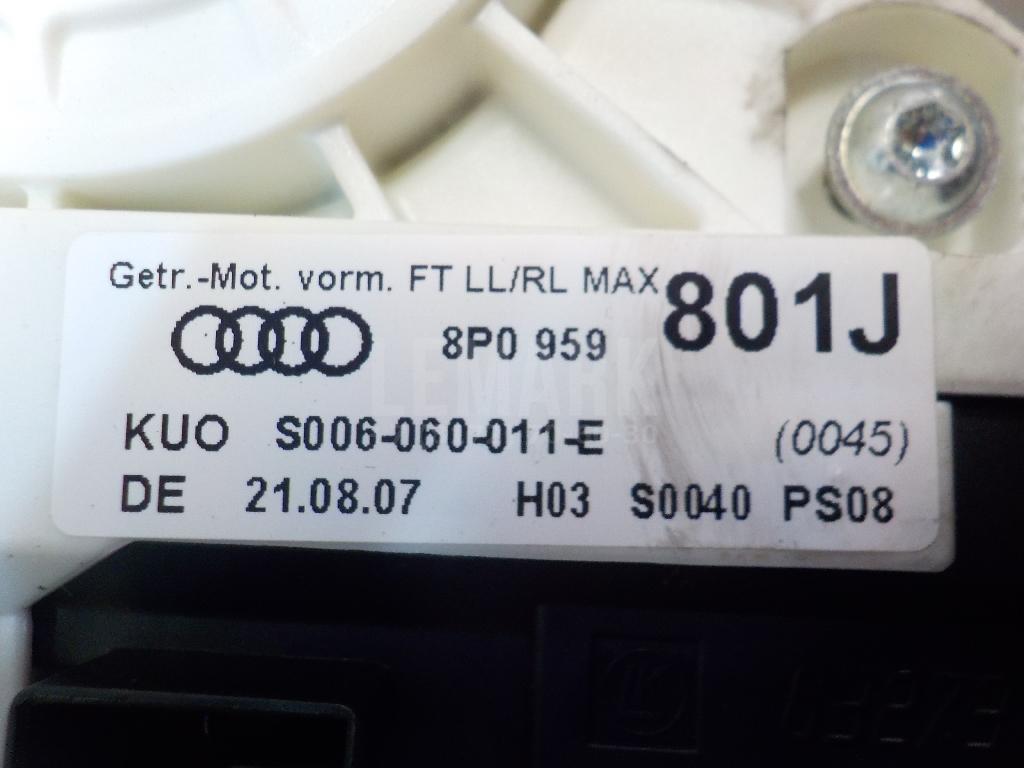 Getr.-Mot. vorm. FT LL/RL MAX 801J
8P0 959
LEMARK
KUO S006-060-011-E (0045)
DE 21.08.07 H03 S0040 PS08